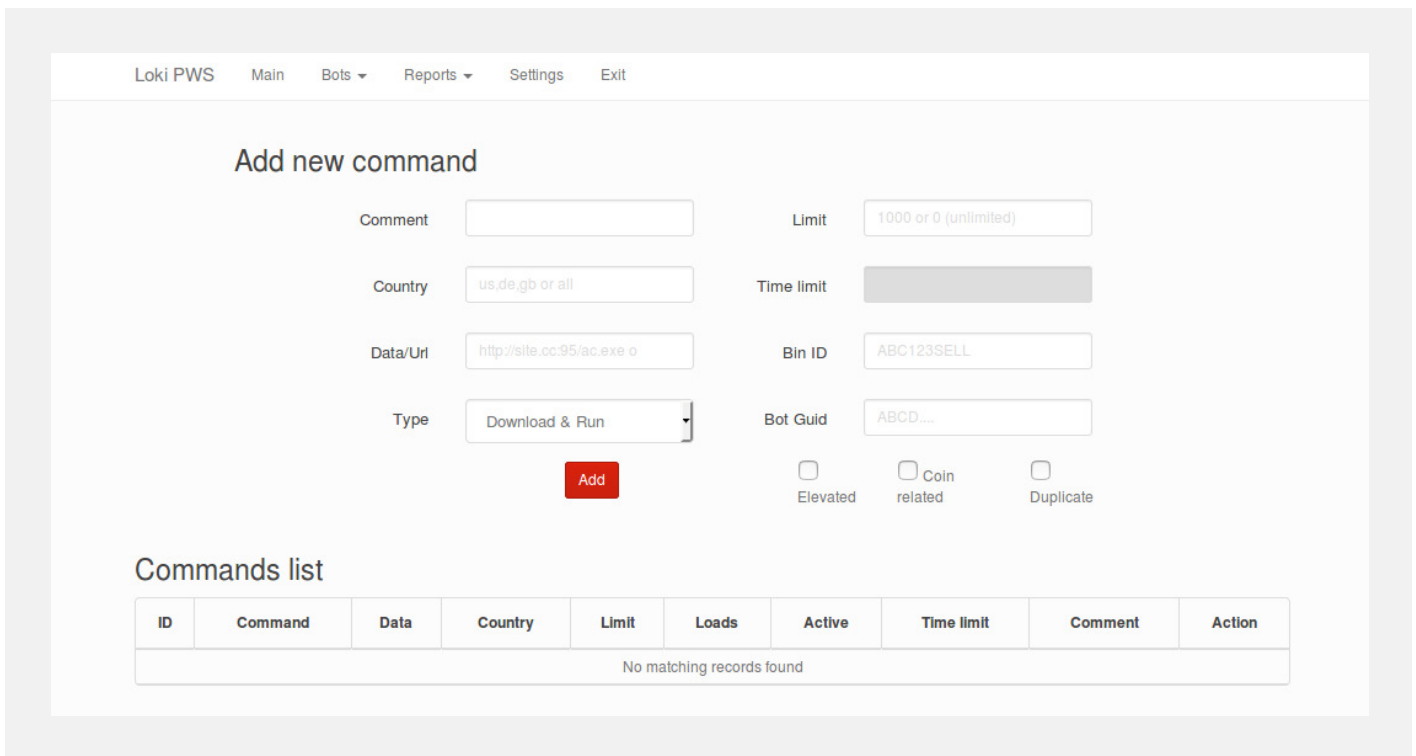 Loki PWS Main Bots Reports Settings Exit
Add new command
Comment Limit 1000 or 0 (unlimited)
Country us,de,gb or all Time limit
Data/Url http://site.cc:95/ac.exe o Bin ID ABC123SELL
Type Download & Run Bot Guid ABCD....
Add Elevated Coin related Duplicate
Commands list
ID Command Data Country Limit Loads Active Time limit Comment Action
No matching records found